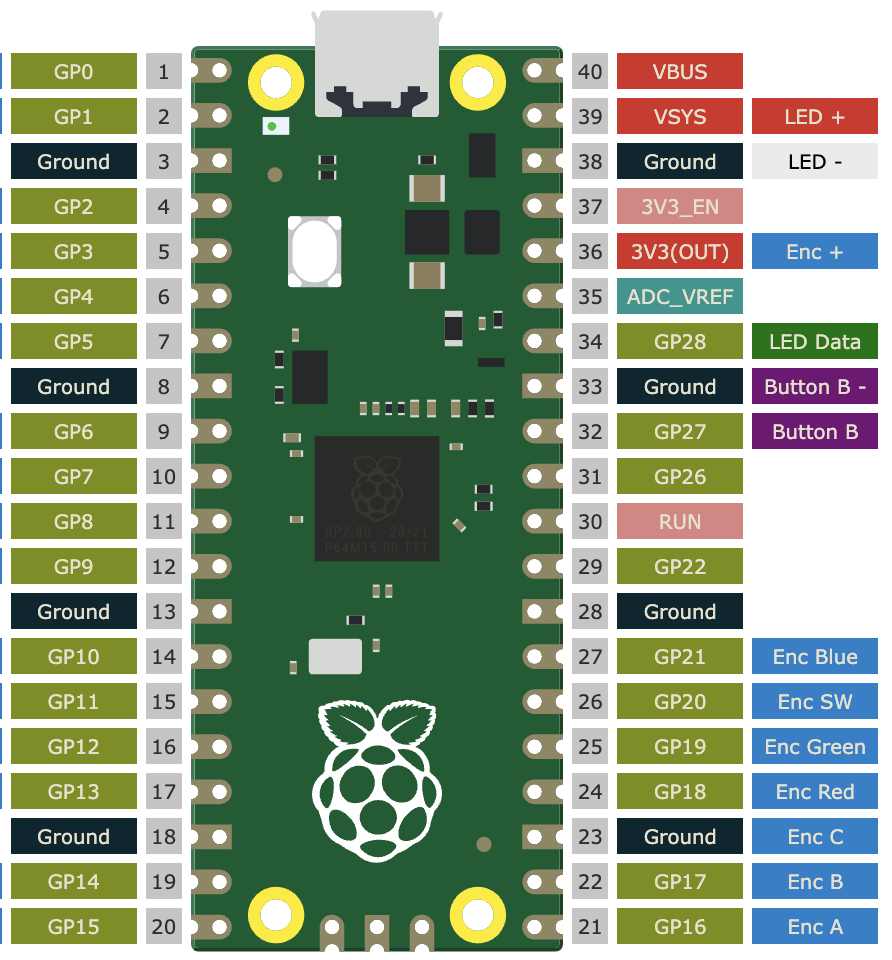 GP0 1 40 VBUS
GP1 2 39 VSYS LED +
Ground 3 38 Ground LED -
GP2 4 37 3V3_EN
GP3 5 36 3V3(OUT) Enc +
GP4 6 35 ADC_VREF
GP5 7 34 GP28 LED Data
Ground 8 33 Ground Button B -
GP6 9 32 GP27 Button B
GP7 10 31 GP26
GP8 11 RP2-80 20/21 30 RUN
P64M15.00 TTT
GP9 12 29 GP22
Ground 13 28 Ground
GP10 14 27 GP21 Enc Blue
GP11 15 26 GP20 Enc SW
GP12 16 25 GP19 Enc Green
GP13 17 24 GP18 Enc Red
Ground 18 23 Ground Enc C
GP14 19 22 GP17 Enc B
GP15 20 21 GP16 Enc A